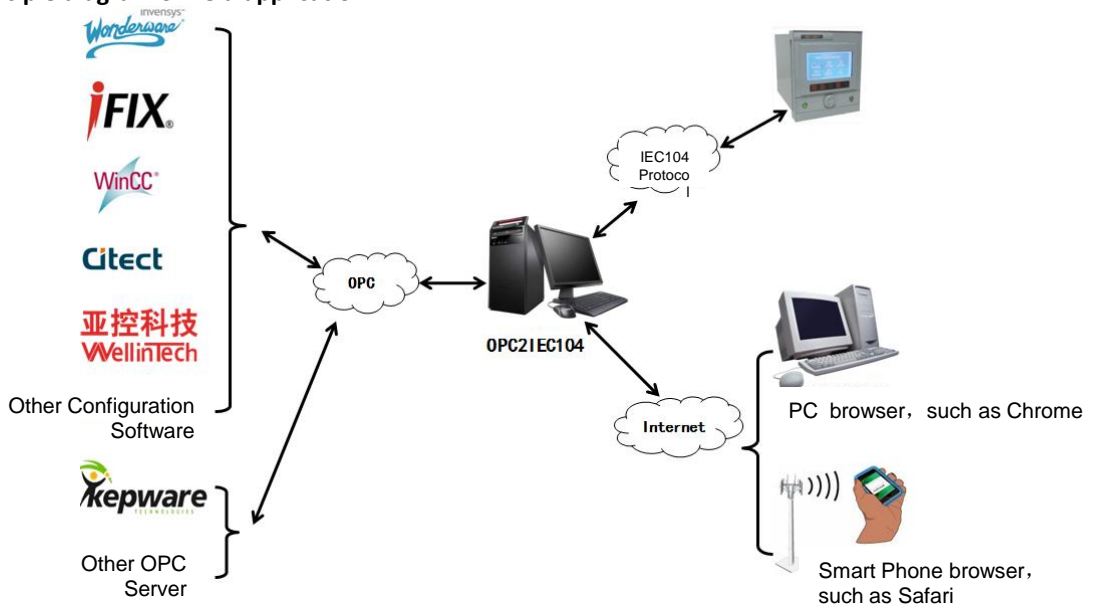 invensys
Wonderware
iFIX®
WinCC®
Citect
亚控科技
WellinTech
Other Configuration
Software
kepware
TECHNOLOGIES
Other OPC
Server
OPC
OPC2IEC104
IEC104
Protoco
l
Internet
PC browser，such as Chrome
Smart Phone browser，
such as Safari